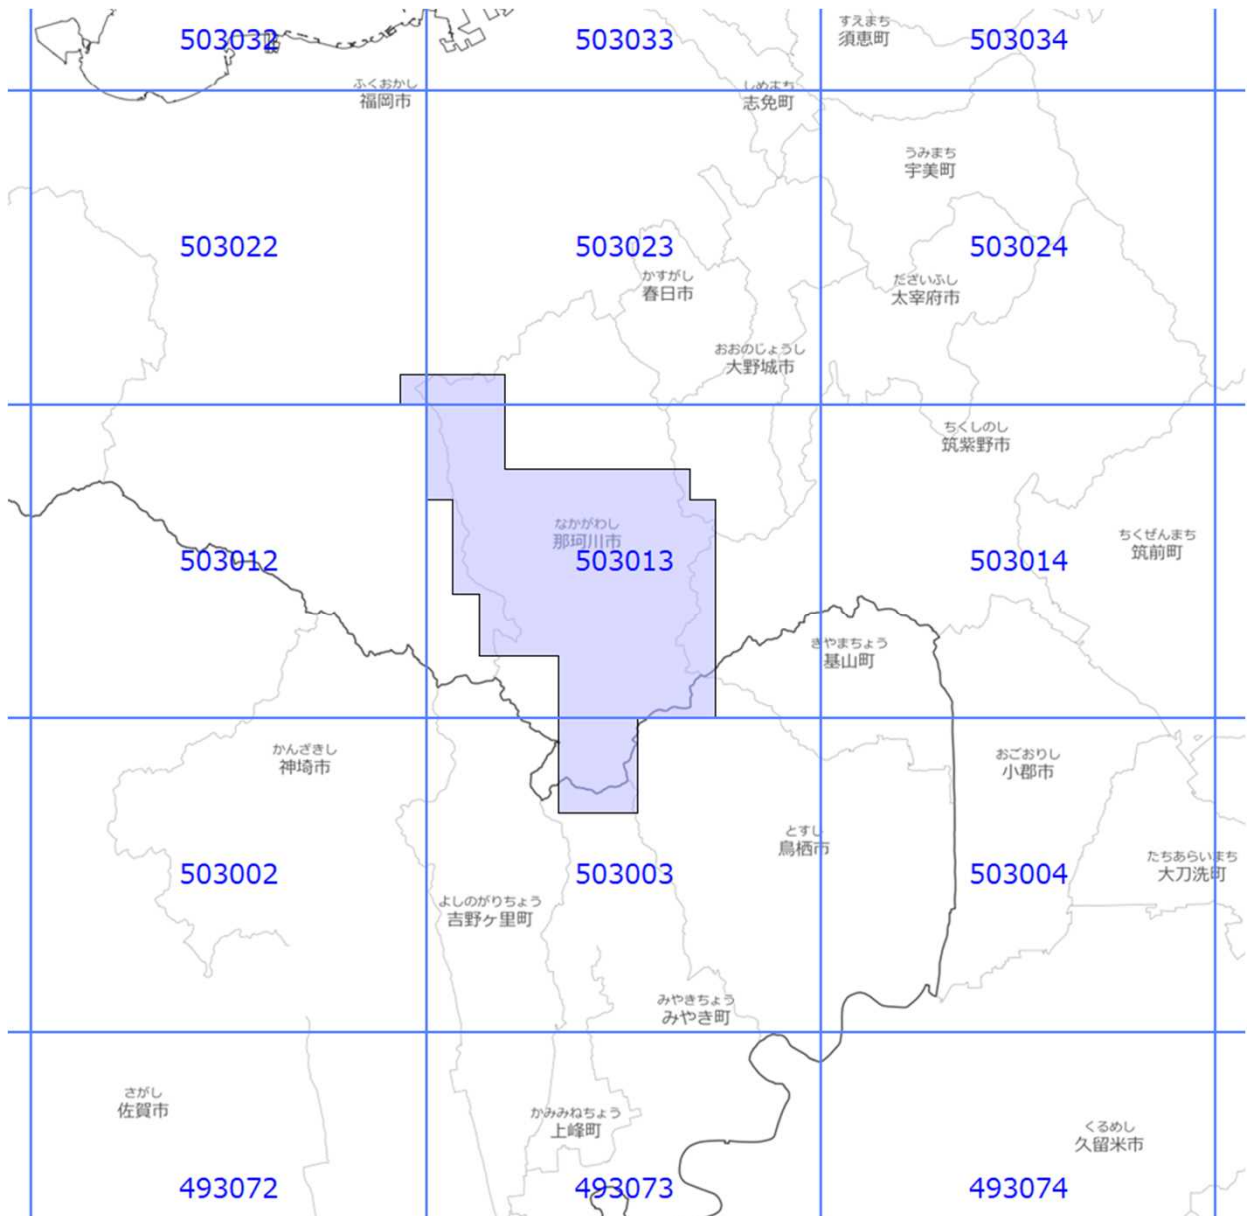 503032
503033
すえまち
須恵町
503034
ふくおかし
福岡市
しめまち
志免町
うみまち
宇美町
503022
503023
503024
かすがし
春日市
だざいふし
太宰府市
おおのじょうし
大野城市
ちくしのし
筑紫野市
なかがわし
那珂川市
ちくぜんまち
筑前町
503012
503013
503014
きやまちょう
基山町
かんざきし
神埼市
おごおりし
小郡市
とすし
鳥栖市
たちあらいまち
大刀洗町
503002
503003
503004
よしのがりちょう
吉野ヶ里町
みやきちょう
みやき町
さがし
佐賀市
かみみねちょう
上峰町
くるめし
久留米市
493072
493073
493074